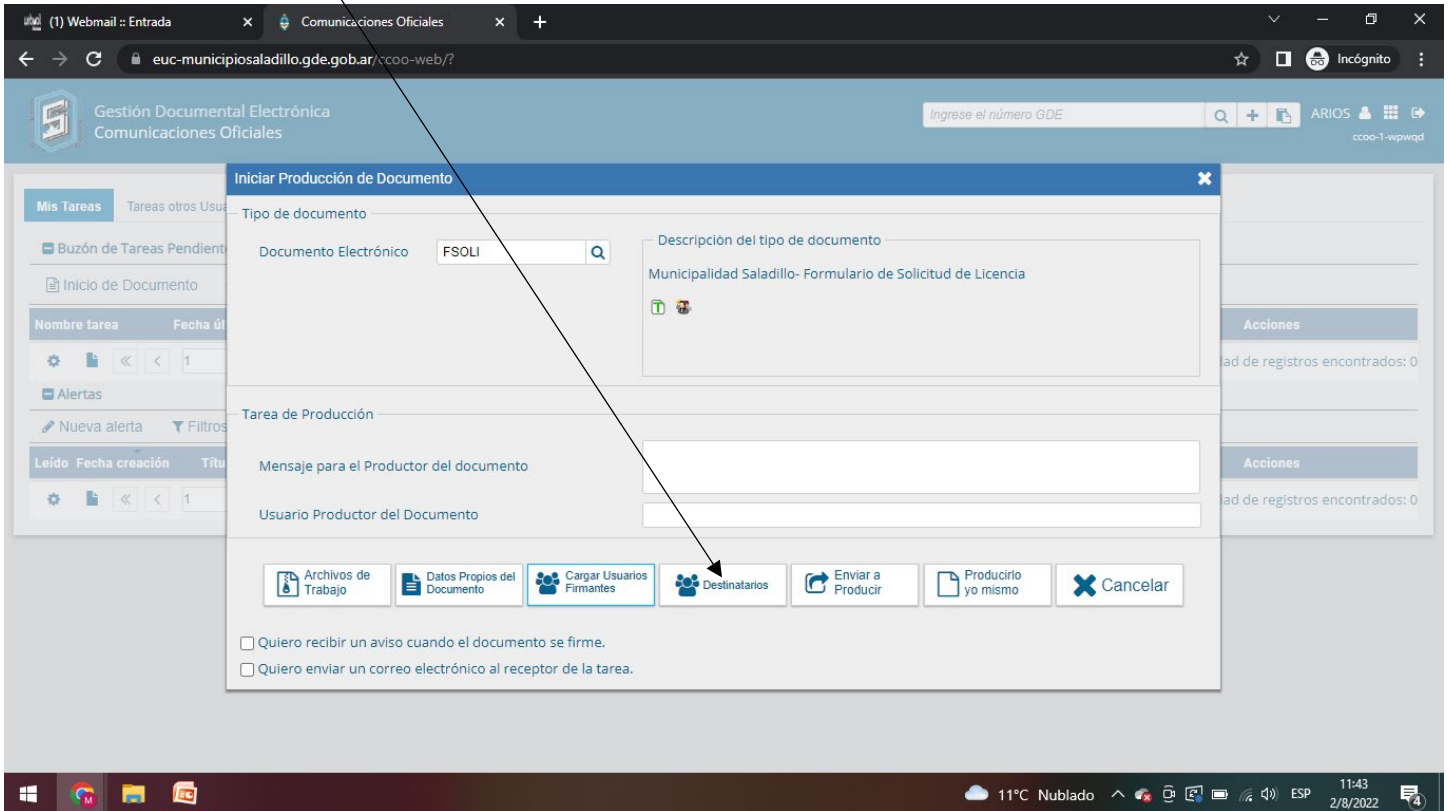 (1) Webmail :: Entrada
Comunicaciones Oficiales
euc-municipiosaladillo.gde.gob.ar/ccoo-web/?
Incógnito
Gestión Documental Electrónica
Comunicaciones Oficiales
Ingrese el número GDE
ARIOS
ccoo-1-wpwqd
Iniciar Producción de Documento
Mis Tareas
Tareas otros Usua
Tipo de documento
Buzón de Tareas Pendient
Documento Electrónico
FSOLI
Descripción del tipo de documento
Municipalidad Saladillo- Formulario de Solicitud de Licencia
Inicio de Documento
Nombre tarea
Fecha últ
Acciones
1
dad de registros encontrados: 0
Alertas
Tarea de Producción
Nueva alerta
Filtros
Mensaje para el Productor del documento
Leído
Fecha creación
Títu
Acciones
1
dad de registros encontrados: 0
Usuario Productor del Documento
Archivos de
Trabajo
Datos Propios del
Documento
Cargar Usuarios
Firmantes
Destinatarios
Enviar a
Producir
Producirlo
yo mismo
Cancelar
Quiero recibir un aviso cuando el documento se firme.
Quiero enviar un correo electrónico al receptor de la tarea.
11°C Nublado
ESP
11:43
2/8/2022
4